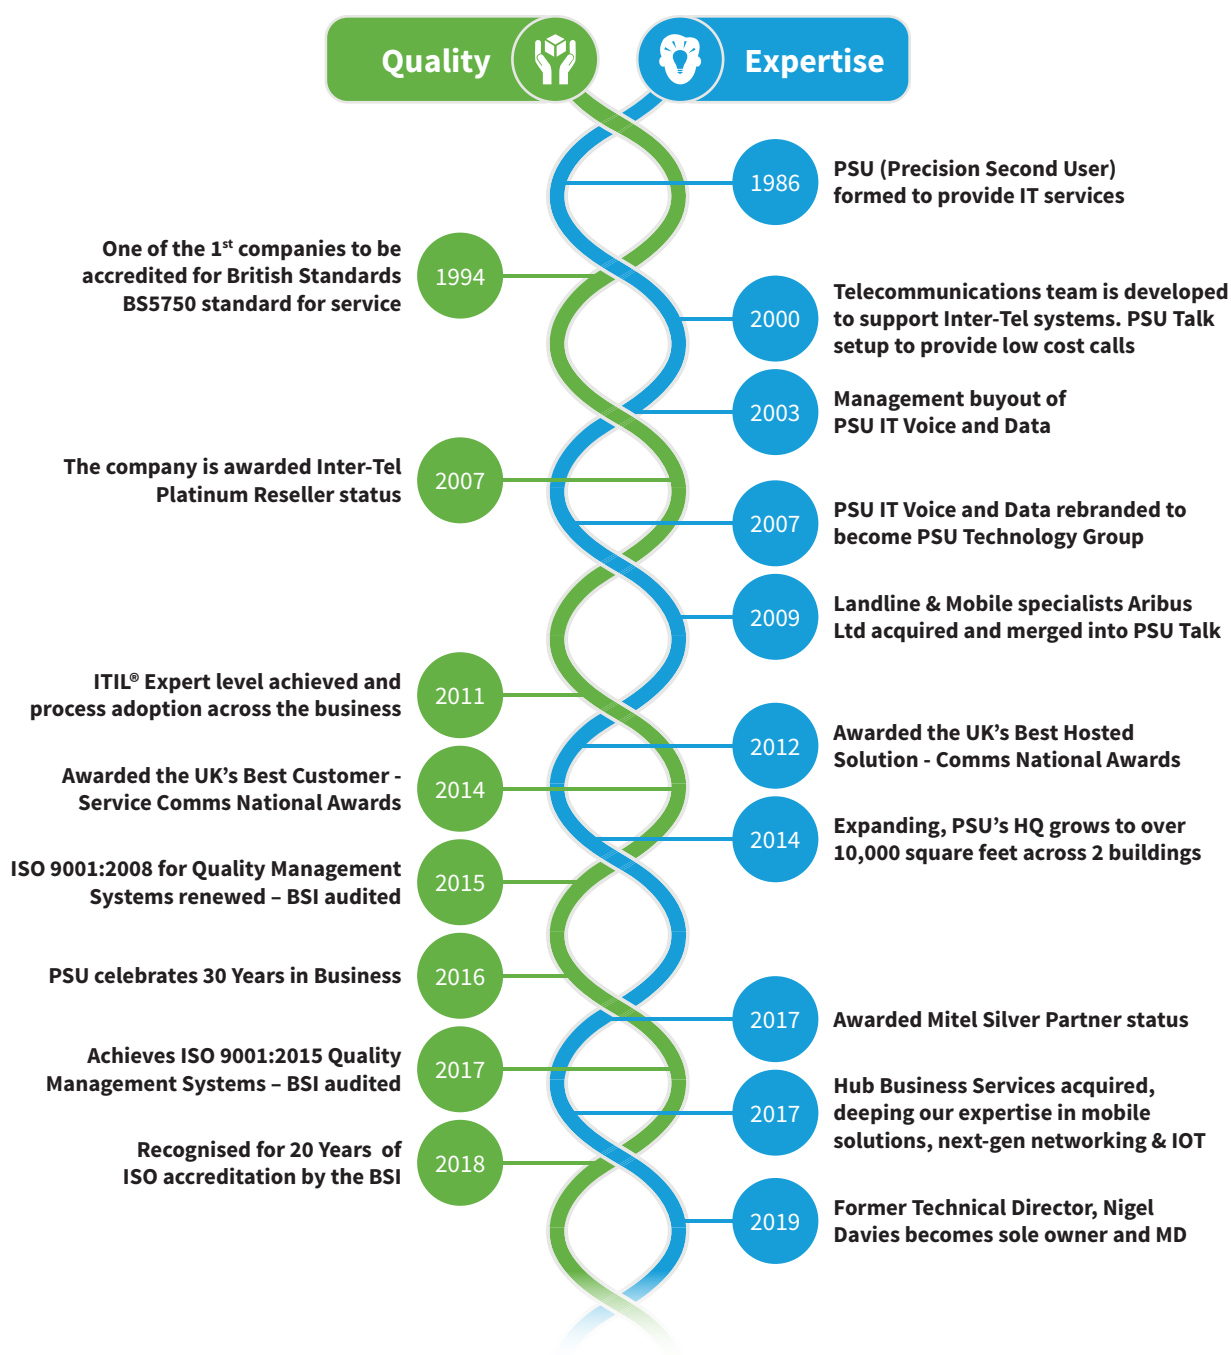 Quality
Expertise
1986
PSU (Precision Second User)
formed to provide IT services
One of the 1st companies to be
accredited for British Standards
BS5750 standard for service
1994
2000
Telecommunications team is developed
to support Inter-Tel systems. PSU Talk
setup to provide low cost calls
2003
Management buyout of
PSU IT Voice and Data
The company is awarded Inter-Tel
Platinum Reseller status
2007
2007
PSU IT Voice and Data rebranded to
become PSU Technology Group
2009
Landline & Mobile specialists Aribus
Ltd acquired and merged into PSU Talk
ITIL® Expert level achieved and
process adoption across the business
2011
2012
Awarded the UK's Best Hosted
Solution - Comms National Awards
Awarded the UK's Best Customer -
Service Comms National Awards
2014
2014
Expanding, PSU's HQ grows to over
10,000 square feet across 2 buildings
ISO 9001:2008 for Quality Management
Systems renewed – BSI audited
2015
PSU celebrates 30 Years in Business
2016
2017
Awarded Mitel Silver Partner status
Achieves ISO 9001:2015 Quality
Management Systems – BSI audited
2017
2017
Hub Business Services acquired,
deeping our expertise in mobile
solutions, next-gen networking & IOT
Recognised for 20 Years of
ISO accreditation by the BSI
2018
2019
Former Technical Director, Nigel
Davies becomes sole owner and MD